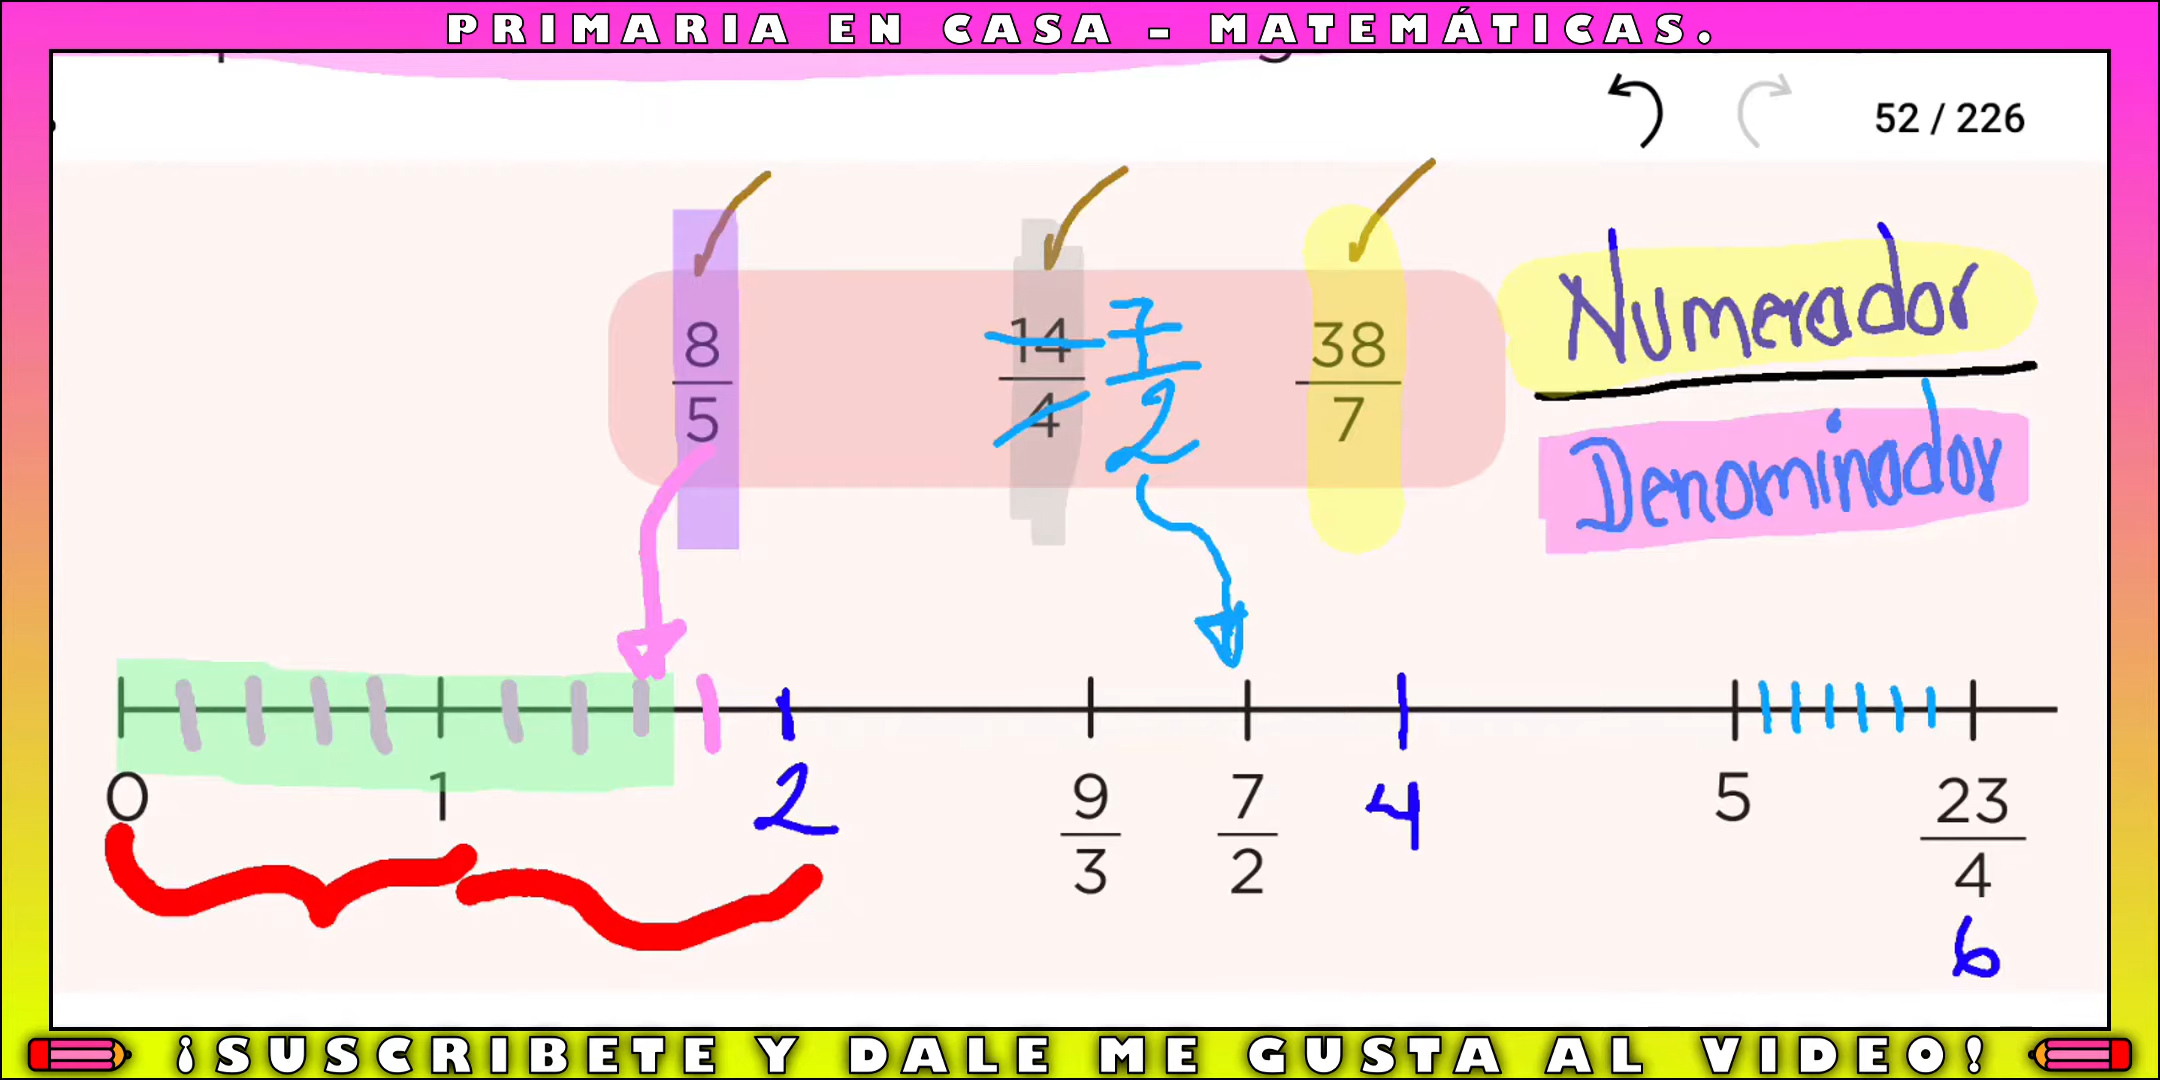 PRIMARIA EN CASA - MATEMÁTICAS.
52 / 226
8 14 7 38 Numerador
5 4 2 7 Denominador
0 1 2 9 7 4 5 23
3 2 4
6
¡SUSCRIBETE Y DALE ME GUSTA AL VIDEO!